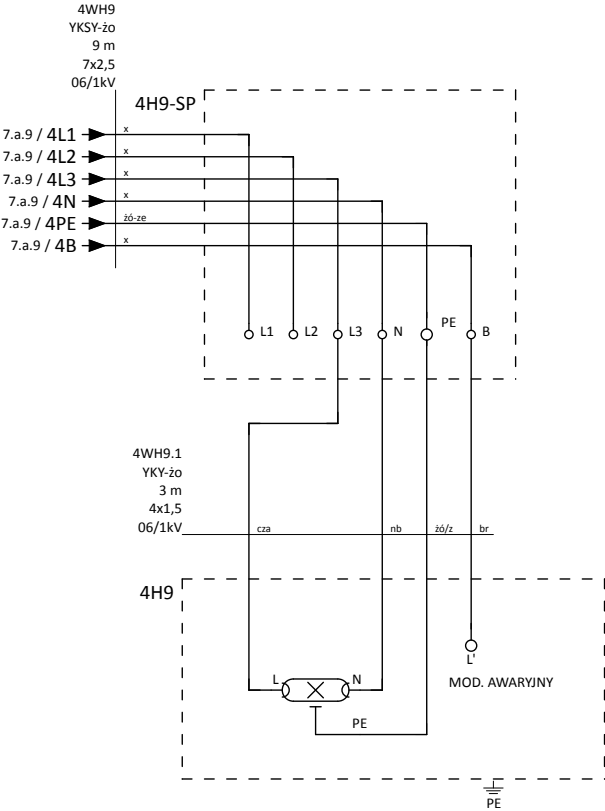 4WH9
YKSY-żo
9 m
7x2,5
06/1kV
4H9-SP
7.a.9 / 4L1 x
7.a.9 / 4L2 x
7.a.9 / 4L3 x
7.a.9 / 4N x
7.a.9 / 4PE żó-ze
7.a.9 / 4B x
L1 L2 L3 N PE B
4WH9.1
YKY-żo
3 m
4x1,5
06/1kV
cza nb żó/z br
4H9
L N L'
MOD. AWARYJNY
PE
PE